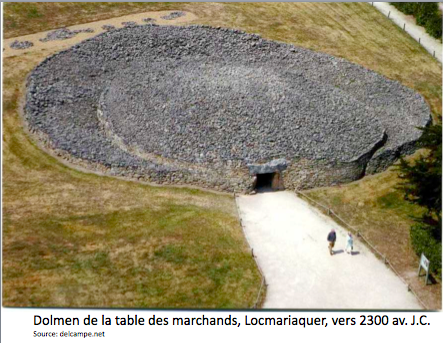 Dolmen de la table des marchands, Locmariaquer, vers 2300 av. J.C.
Source: delcampe.net